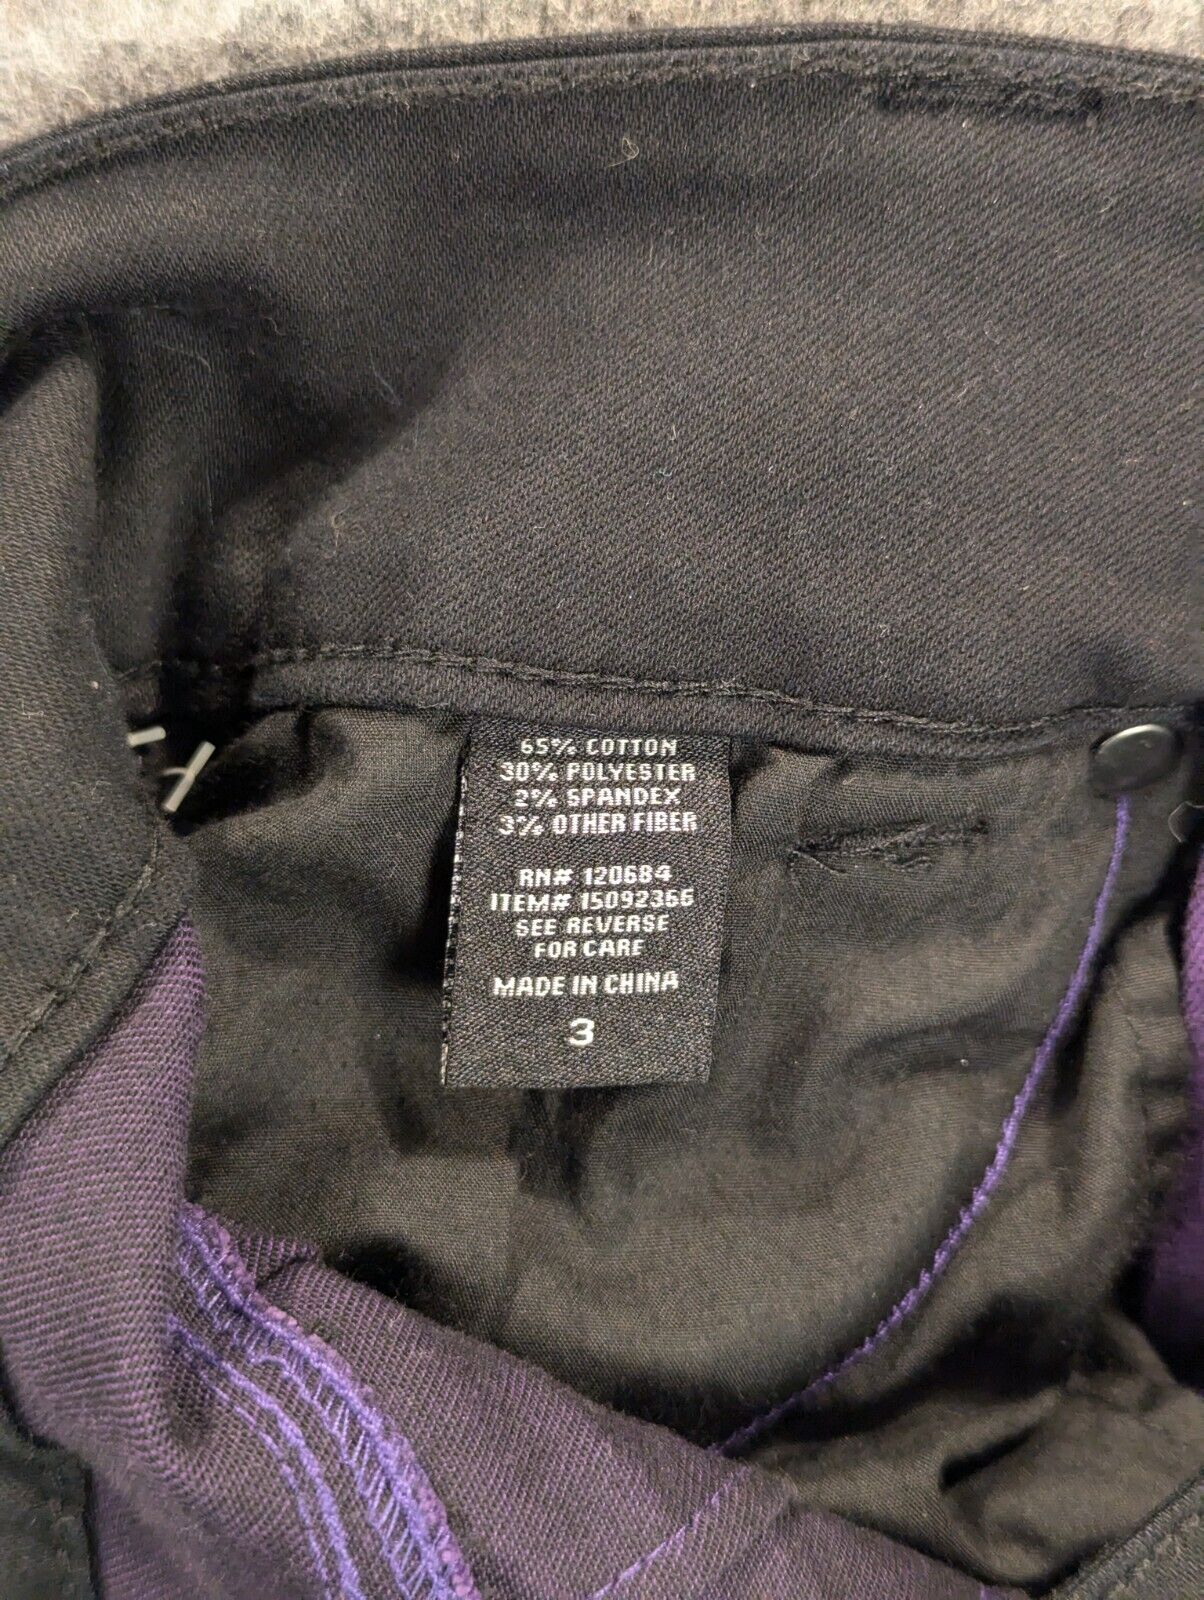 65% COTTON
30% POLYESTER
2% SPANDEX
3% OTHER FIBER
RN# 120684
ITEM# 15092366
SEE REVERSE
FOR CARE
MADE IN CHINA
3